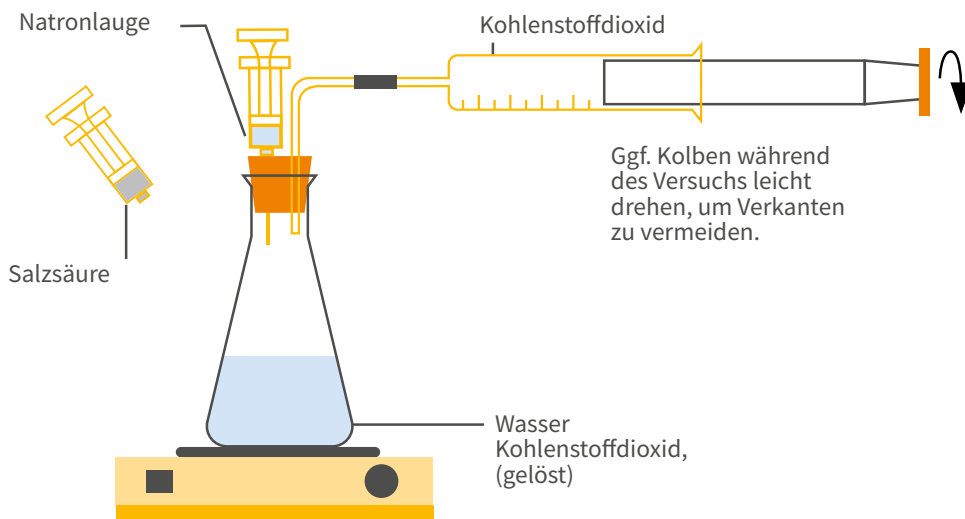 Natronlauge
Kohlenstoffdioxid
Ggf. Kolben während
des Versuchs leicht
drehen, um Verkanten
zu vermeiden.
Salzsäure
Wasser
Kohlenstoffdioxid,
(gelöst)